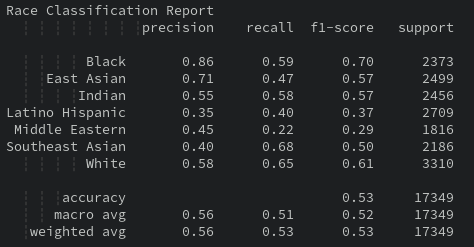 Race Classification Report
precision recall f1-score support
Black 0.86 0.59 0.70 2373
East Asian 0.71 0.47 0.57 2499
Indian 0.55 0.58 0.57 2456
Latino Hispanic 0.35 0.40 0.37 2709
Middle Eastern 0.45 0.22 0.29 1816
Southeast Asian 0.40 0.68 0.50 2186
White 0.58 0.65 0.61 3310
accuracy 0.53 17349
macro avg 0.56 0.51 0.52 17349
weighted avg 0.56 0.53 0.53 17349